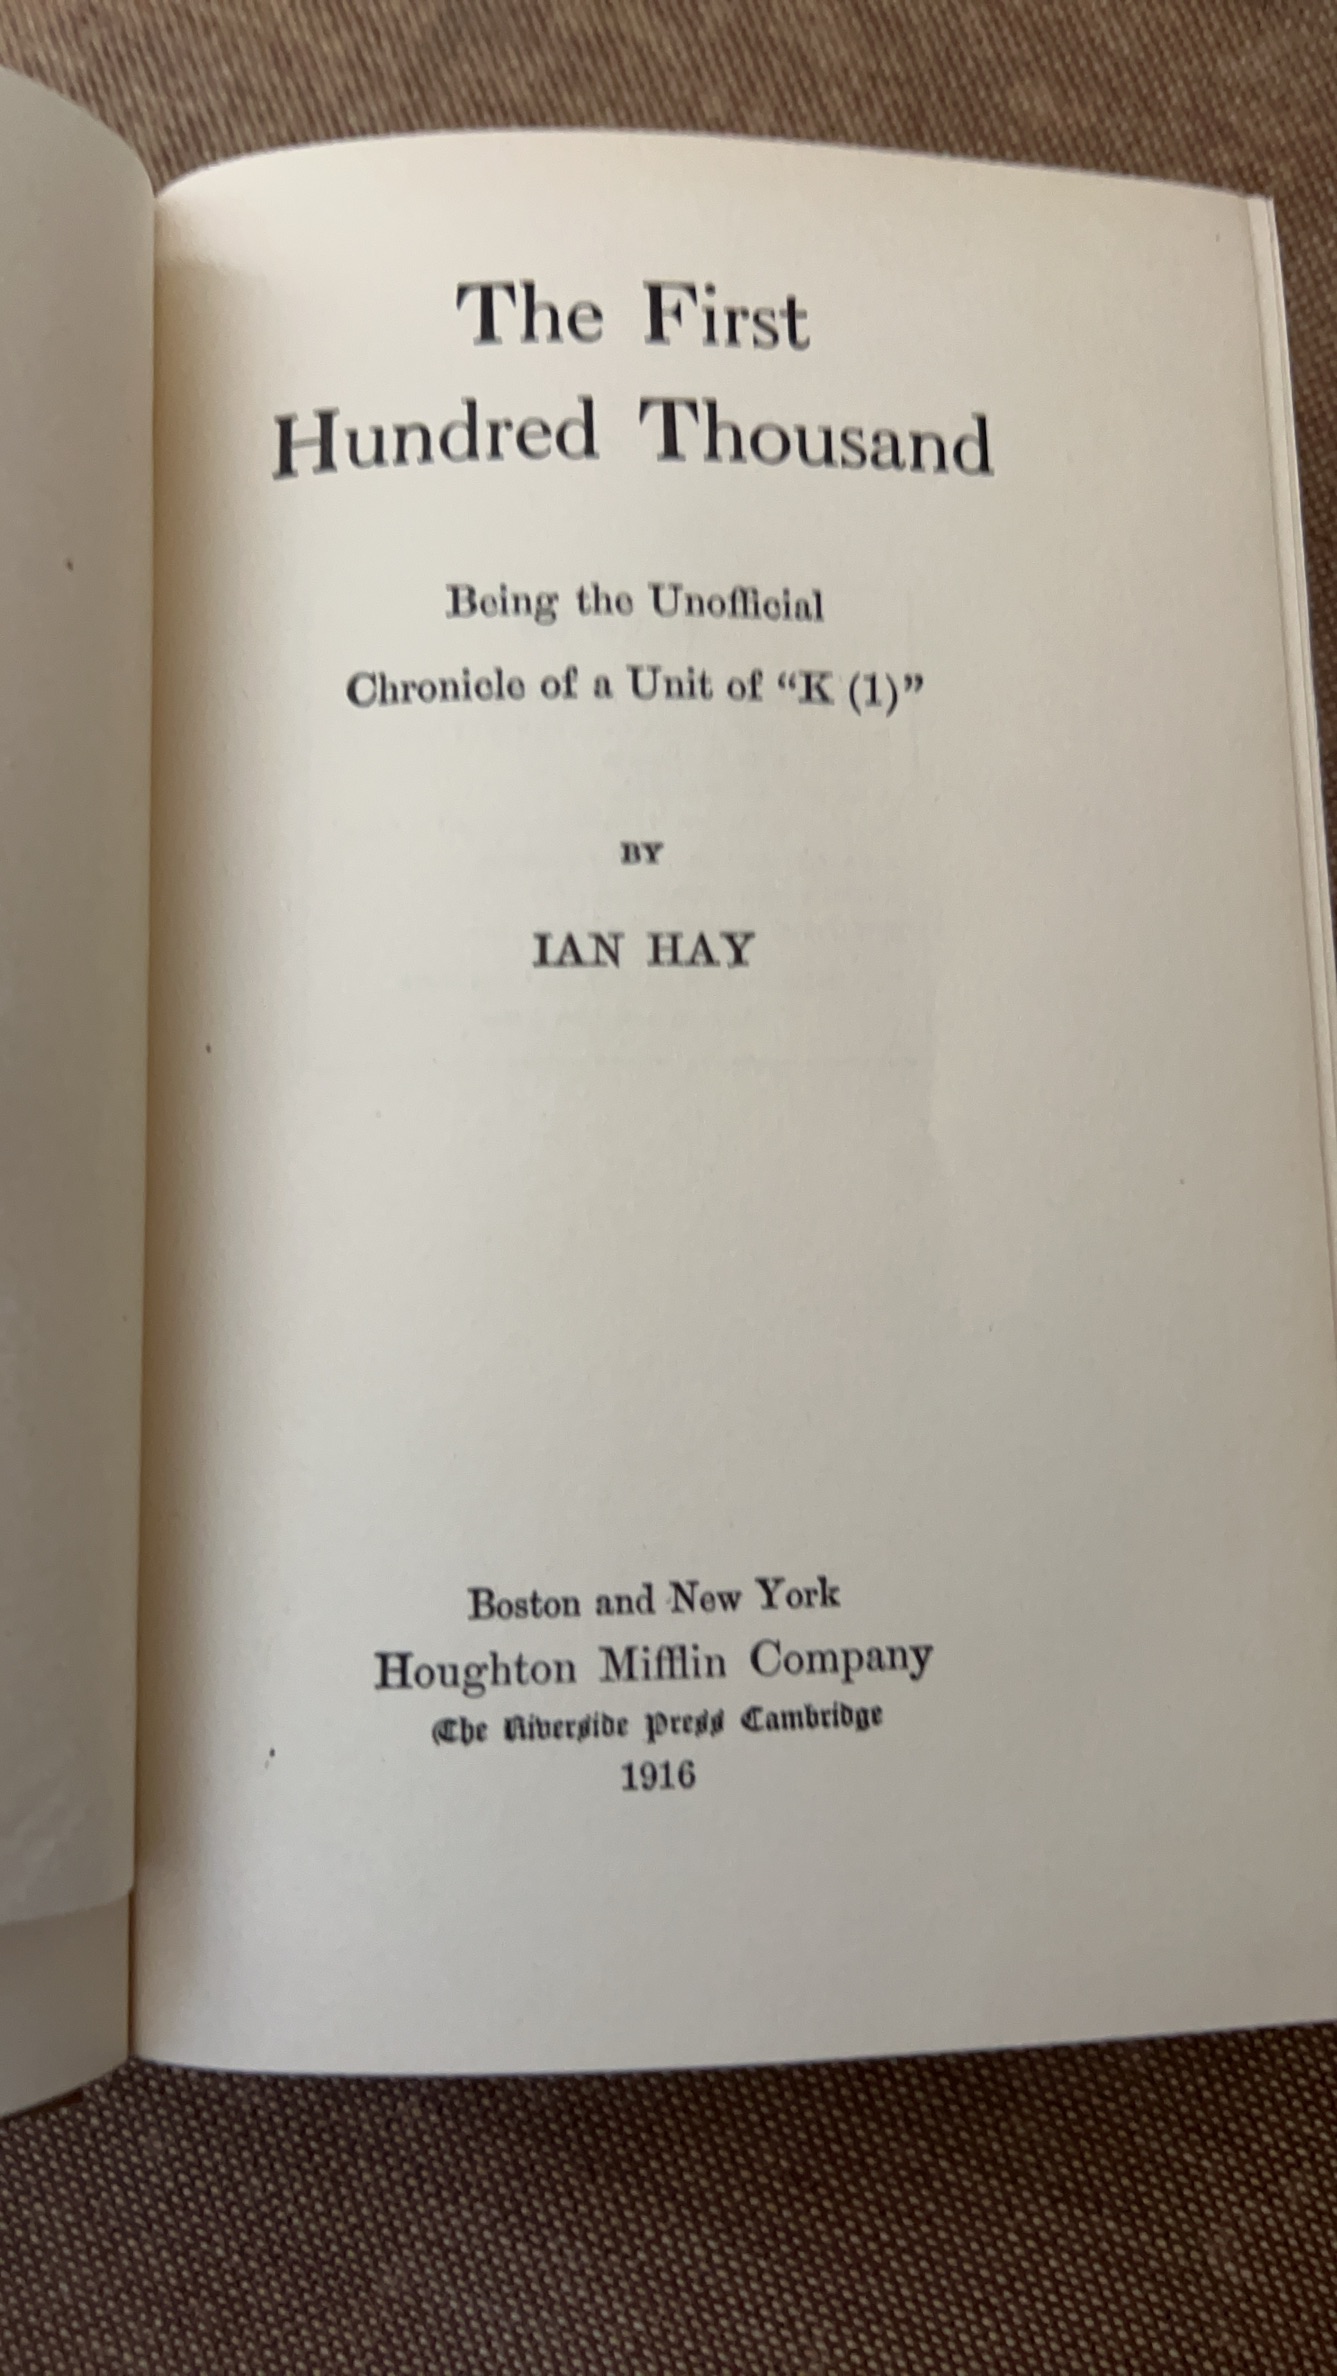 The First
Hundred Thousand
Being the Unofficial
Chronicle of a Unit of “K (1)”
BY
IAN HAY
Boston and New York
Houghton Mifflin Company
The Riverside Press Cambridge
1916